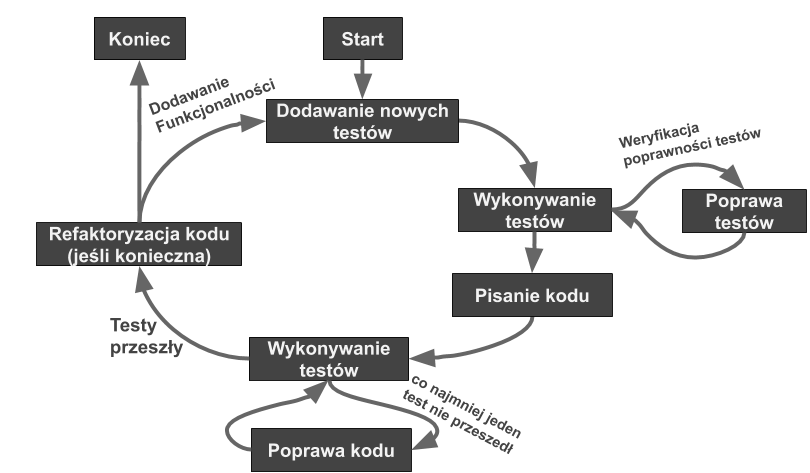 Koniec
Start
Dodawanie
Funkcjonalności
Dodawanie nowych
testów
Weryfikacja
poprawności testów
Wykonywanie
testów
Poprawa
testów
Refaktoryzacja kodu
(jeśli konieczna)
Pisanie kodu
Testy
przeszły
Wykonywanie
testów
co najmniej jeden
test nie przeszedł
Poprawa kodu